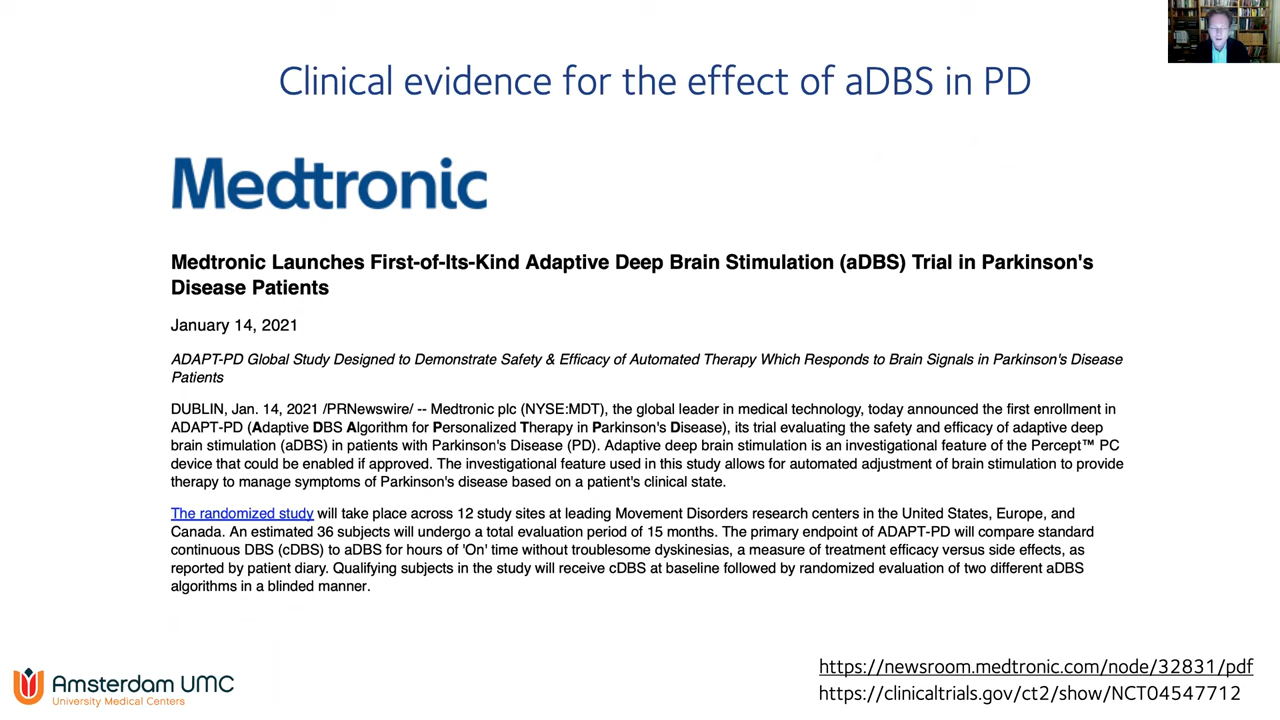 Clinical evidence for the effect of aDBS in PD
Medtronic
Medtronic Launches First-of-Its-Kind Adaptive Deep Brain Stimulation (aDBS) Trial in Parkinson's
Disease Patients
January 14, 2021
ADAPT-PD Global Study Designed to Demonstrate Safety & Efficacy of Automated Therapy Which Responds to Brain Signals in Parkinson's Disease
Patients
DUBLIN, Jan. 14, 2021 /PRNewswire/ -- Medtronic plc (NYSE:MDT), the global leader in medical technology, today announced the first enrollment in
ADAPT-PD (Adaptive DBS Algorithm for Personalized Therapy in Parkinson's Disease), its trial evaluating the safety and efficacy of adaptive deep
brain stimulation (aDBS) in patients with Parkinson's Disease (PD). Adaptive deep brain stimulation is an investigational feature of the Percept™ PC
device that could be enabled if approved. The investigational feature used in this study allows for automated adjustment of brain stimulation to provide
therapy to manage symptoms of Parkinson's disease based on a patient's clinical state.
The randomized study will take place across 12 study sites at leading Movement Disorders research centers in the United States, Europe, and
Canada. An estimated 36 subjects will undergo a total evaluation period of 15 months. The primary endpoint of ADAPT-PD will compare standard
continuous DBS (cDBS) to aDBS for hours of 'On' time without troublesome dyskinesias, a measure of treatment efficacy versus side effects, as
reported by patient diary. Qualifying subjects in the study will receive cDBS at baseline followed by randomized evaluation of two different aDBS
algorithms in a blinded manner.
https://newsroom.medtronic.com/node/32831/pdf
https://clinicaltrials.gov/ct2/show/NCT04547712
Amsterdam UMC
University Medical Centers